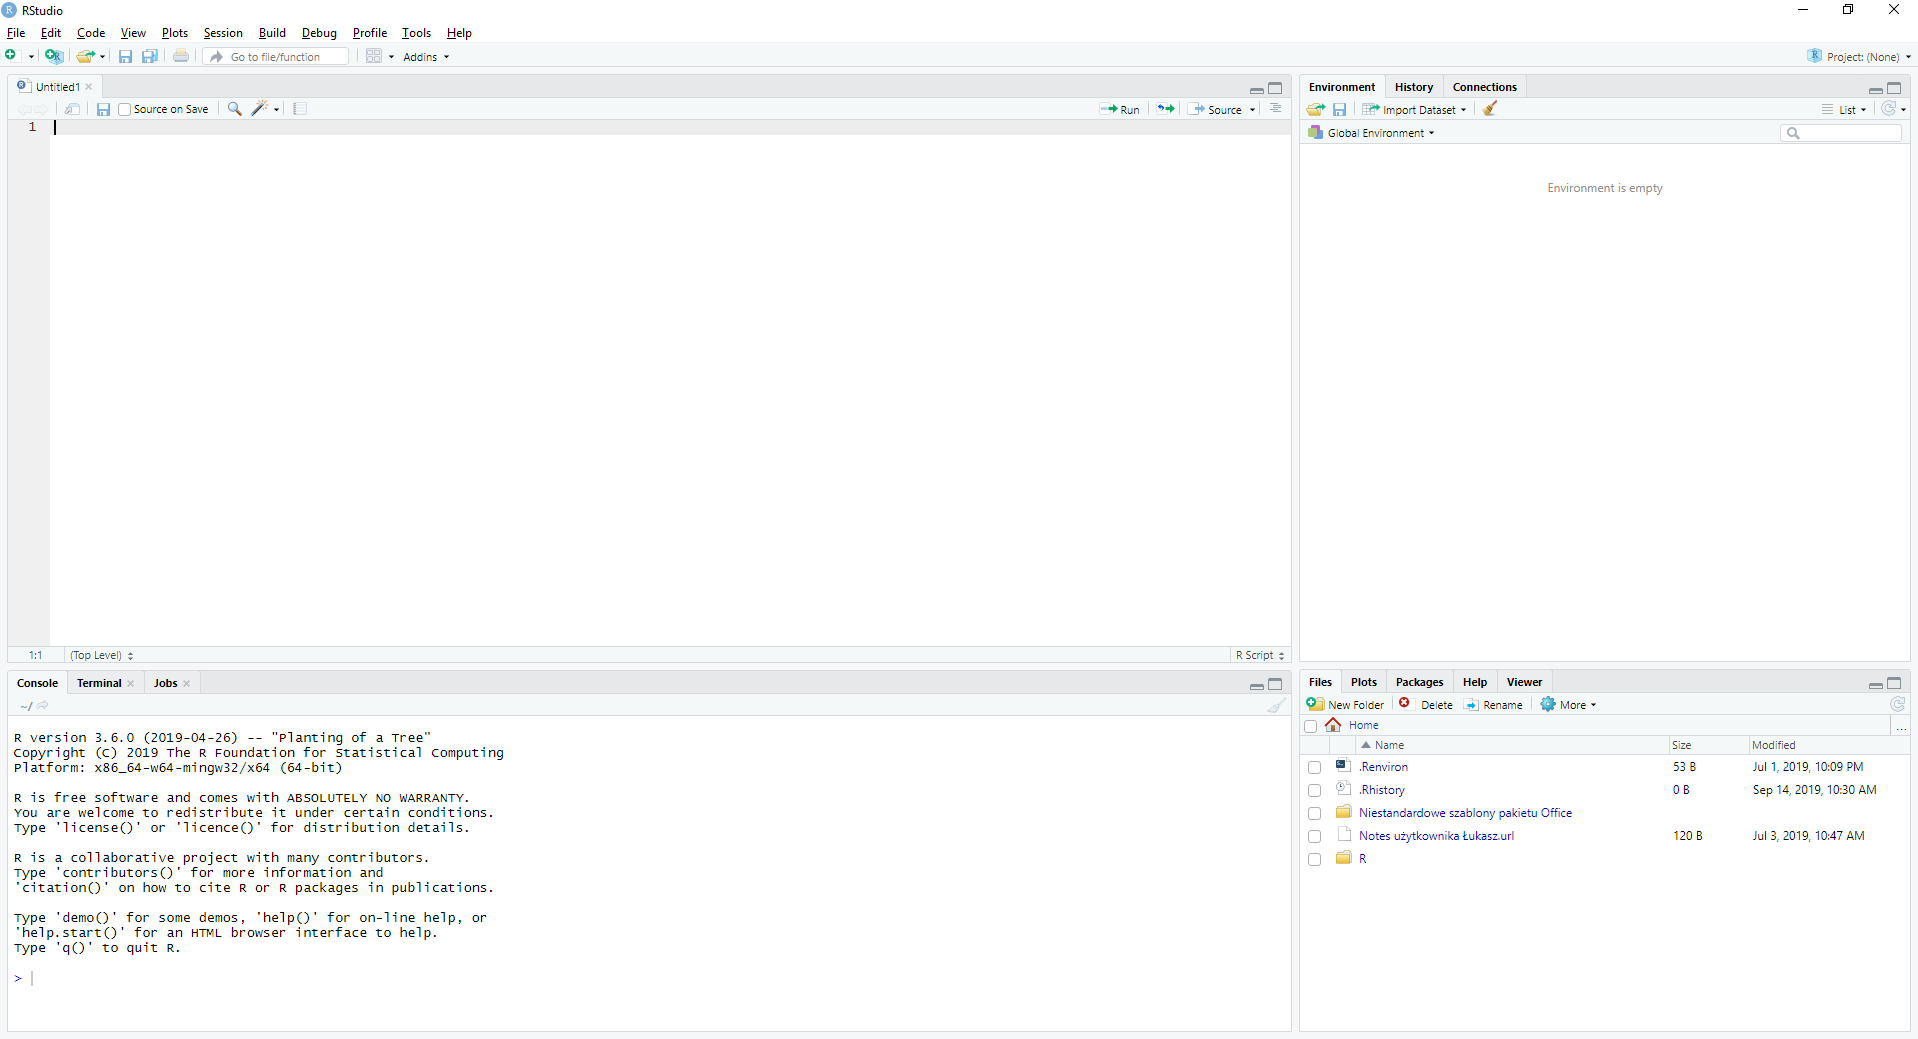 RStudio
File Edit Code View Plots Session Build Debug Profile Tools Help
Go to file/function Addins Project: (None)
Untitled1
Source on Save Run Source
1
1:1 (Top Level) R Script
Console Terminal Jobs
~/
R version 3.6.0 (2019-04-26) -- "Planting of a Tree"
Copyright (C) 2019 The R Foundation for Statistical Computing
Platform: x86_64-w64-mingw32/x64 (64-bit)
R is free software and comes with ABSOLUTELY NO WARRANTY.
You are welcome to redistribute it under certain conditions.
Type 'license()' or 'licence()' for distribution details.
R is a collaborative project with many contributors.
Type 'contributors()' for more information and
'citation()' on how to cite R or R packages in publications.
Type 'demo()' for some demos, 'help()' for on-line help, or
'help.start()' for an HTML browser interface to help.
Type 'q()' to quit R.
>
Environment History Connections
Import Dataset List
Global Environment
Environment is empty
Files Plots Packages Help Viewer
New Folder Delete Rename More
Home ...
Name Size Modified
.Renviron 53 B Jul 1, 2019, 10:09 PM
.Rhistory 0 B Sep 14, 2019, 10:30 AM
Niestandardowe szablony pakietu Office
Notes użytkownika Łukasz.url 120 B Jul 3, 2019, 10:47 AM
R